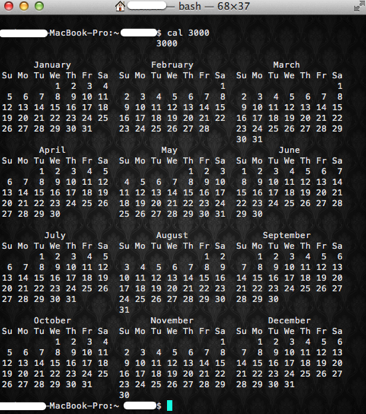 — bash — 68×37
MacBook-Pro:~ $ cal 3000
3000
January February March
Su Mo Tu We Th Fr Sa Su Mo Tu We Th Fr Sa Su Mo Tu We Th Fr Sa
1 2 3 4 1 1
5 6 7 8 9 10 11 2 3 4 5 6 7 8 2 3 4 5 6 7 8
12 13 14 15 16 17 18 9 10 11 12 13 14 15 9 10 11 12 13 14 15
19 20 21 22 23 24 25 16 17 18 19 20 21 22 16 17 18 19 20 21 22
26 27 28 29 30 31 23 24 25 26 27 28 23 24 25 26 27 28 29
30 31
April May June
Su Mo Tu We Th Fr Sa Su Mo Tu We Th Fr Sa Su Mo Tu We Th Fr Sa
1 2 3 4 5 1 2 3 1 2 3 4 5 6 7
6 7 8 9 10 11 12 4 5 6 7 8 9 10 8 9 10 11 12 13 14
13 14 15 16 17 18 19 11 12 13 14 15 16 17 15 16 17 18 19 20 21
20 21 22 23 24 25 26 18 19 20 21 22 23 24 22 23 24 25 26 27 28
27 28 29 30 25 26 27 28 29 30 31 29 30
July August September
Su Mo Tu We Th Fr Sa Su Mo Tu We Th Fr Sa Su Mo Tu We Th Fr Sa
1 2 3 4 5 1 2 1 2 3 4 5 6
6 7 8 9 10 11 12 3 4 5 6 7 8 9 7 8 9 10 11 12 13
13 14 15 16 17 18 19 10 11 12 13 14 15 16 14 15 16 17 18 19 20
20 21 22 23 24 25 26 17 18 19 20 21 22 23 21 22 23 24 25 26 27
27 28 29 30 31 24 25 26 27 28 29 30 28 29 30
31
October November December
Su Mo Tu We Th Fr Sa Su Mo Tu We Th Fr Sa Su Mo Tu We Th Fr Sa
1 2 3 4 1 1 2 3 4 5 6
5 6 7 8 9 10 11 2 3 4 5 6 7 8 7 8 9 10 11 12 13
12 13 14 15 16 17 18 9 10 11 12 13 14 15 14 15 16 17 18 19 20
19 20 21 22 23 24 25 16 17 18 19 20 21 22 21 22 23 24 25 26 27
26 27 28 29 30 31 23 24 25 26 27 28 29 28 29 30 31
30
MacBook-Pro:~ $